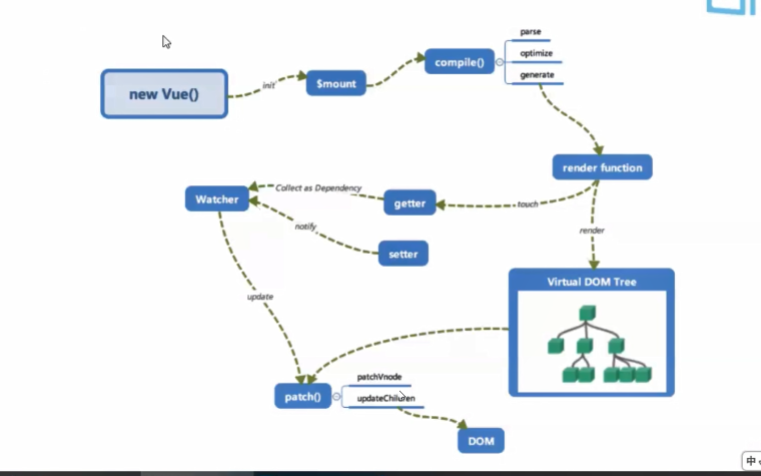 parse
optimize
compile()
generate
$mount
init
new Vue()
render function
Collect as Dependency
Watcher
getter
touch
notify
render
setter
Virtual DOM Tree
update
patchVnode
patch()
updateChildren
DOM
中